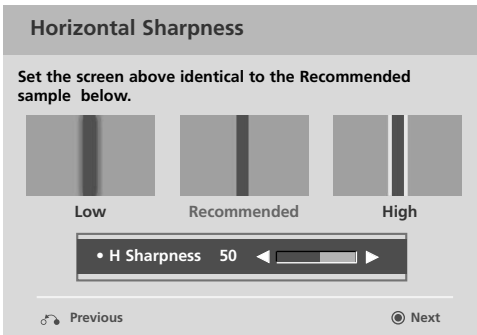 Horizontal Sharpness
Set the screen above identical to the Recommended
sample below.
Low Recommended High
• H Sharpness 50
Previous Next